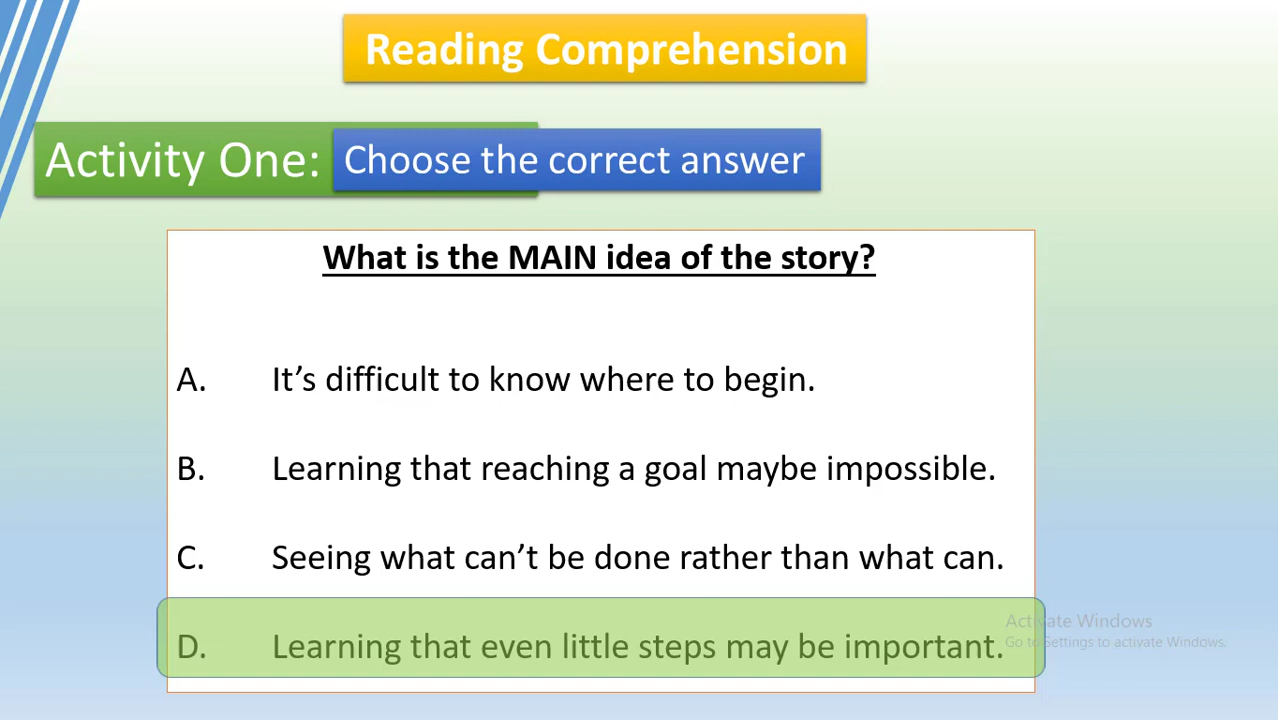 Reading Comprehension
Activity One:
Choose the correct answer
What is the MAIN idea of the story?
A. It’s difficult to know where to begin.
B. Learning that reaching a goal maybe impossible.
C. Seeing what can’t be done rather than what can.
D. Learning that even little steps may be important.
Activate Windows
Go to Settings to activate Windows.